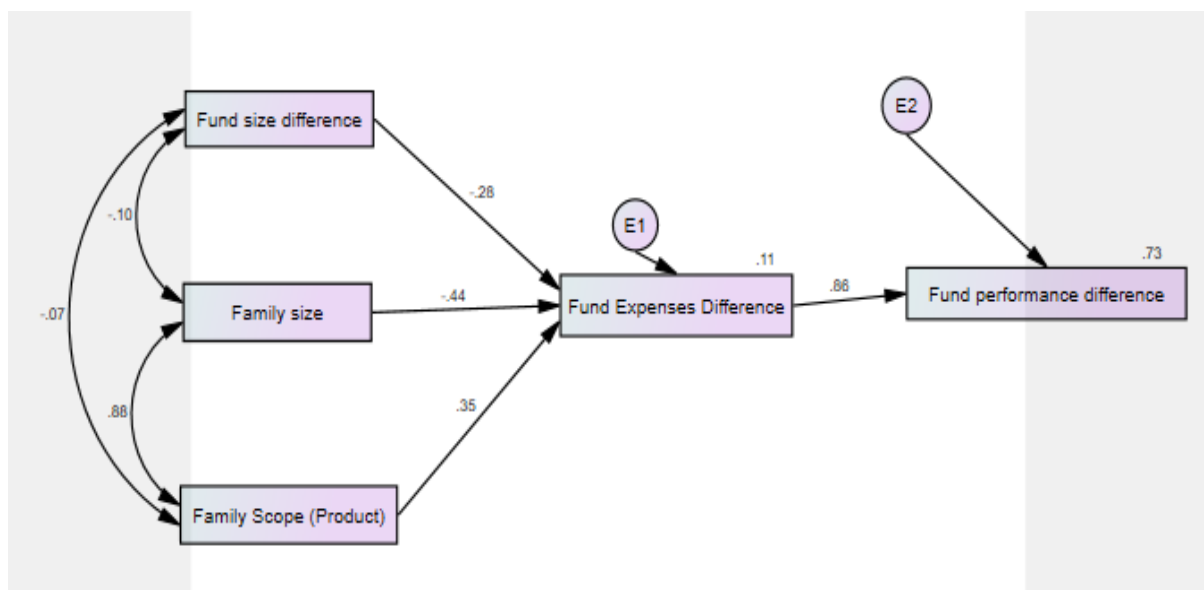 E2
Fund size difference
-.28
-.10
E1
.11
.73
Family size
-.44
Fund Expenses Difference
.86
Fund performance difference
-.07
.88
.35
Family Scope (Product)